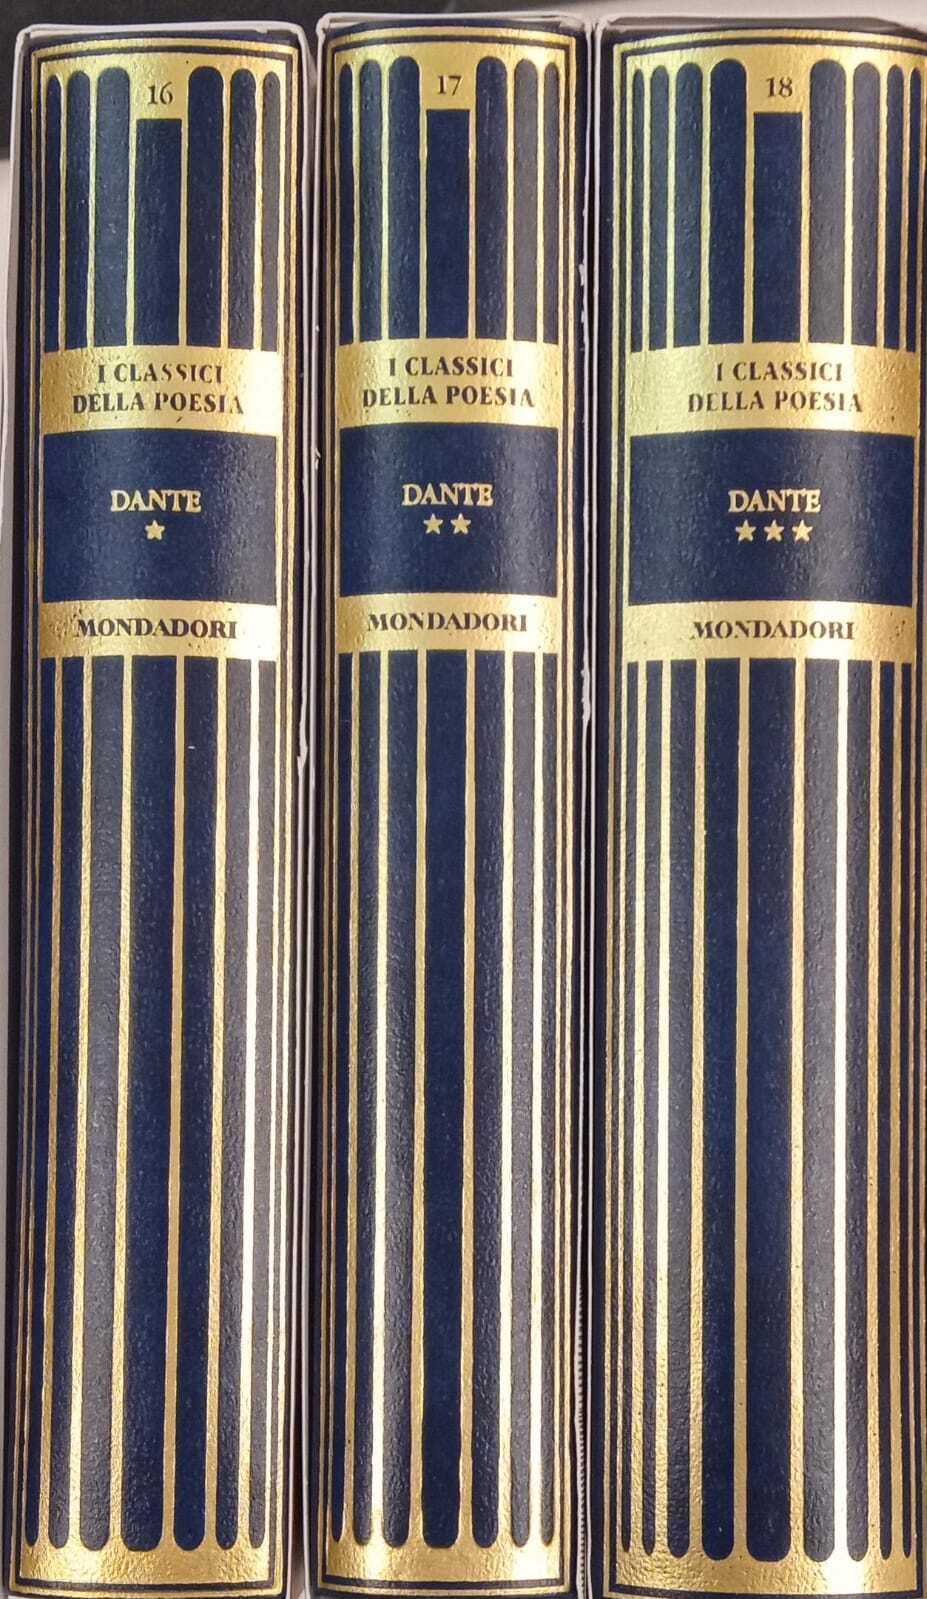 16
I CLASSICI
DELLA POESIA
DANTE
★
MONDADORI
17
I CLASSICI
DELLA POESIA
DANTE
★★
MONDADORI
18
I CLASSICI
DELLA POESIA
DANTE
★★★
MONDADORI